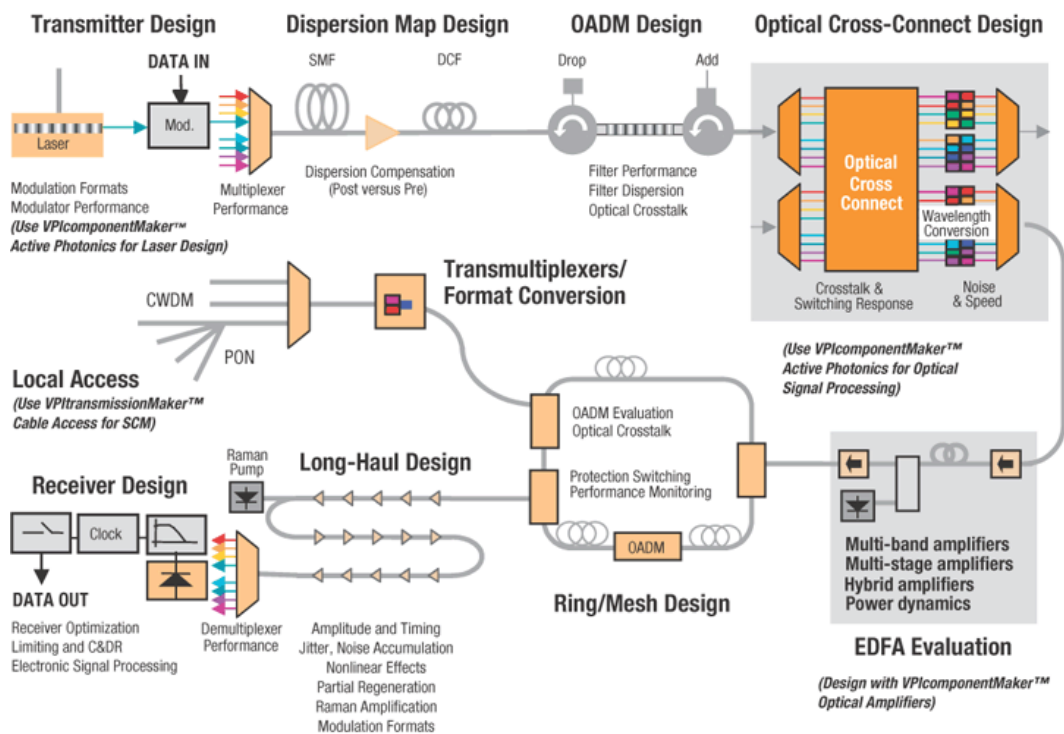 Transmitter Design
Dispersion Map Design
OADM Design
Optical Cross-Connect Design
DATA IN
SMF
DCF
Drop
Add
Laser
Mod.
Optical
Cross
Connect
Modulation Formats
Modulator Performance
(Use VPIcomponentMaker™
Active Photonics for Laser Design)
Multiplexer
Performance
Dispersion Compensation
(Post versus Pre)
Filter Performance
Filter Dispersion
Optical Crosstalk
Wavelength
Conversion
Crosstalk &
Switching Response
Noise
& Speed
(Use VPIcomponentMaker™
Active Photonics for Optical
Signal Processing)
Transmultiplexers/
Format Conversion
CWDM
PON
Local Access
(Use VPItransmissionMaker™
Cable Access for SCM)
OADM Evaluation
Optical Crosstalk
Protection Switching
Performance Monitoring
OADM
Ring/Mesh Design
Multi-band amplifiers
Multi-stage amplifiers
Hybrid amplifiers
Power dynamics
EDFA Evaluation
(Design with VPIcomponentMaker™
Optical Amplifiers)
Raman
Pump
Long-Haul Design
Receiver Design
Clock
DATA OUT
Receiver Optimization
Limiting and C&DR
Electronic Signal Processing
Demultiplexer
Performance
Amplitude and Timing
Jitter, Noise Accumulation
Nonlinear Effects
Partial Regeneration
Raman Amplification
Modulation Formats